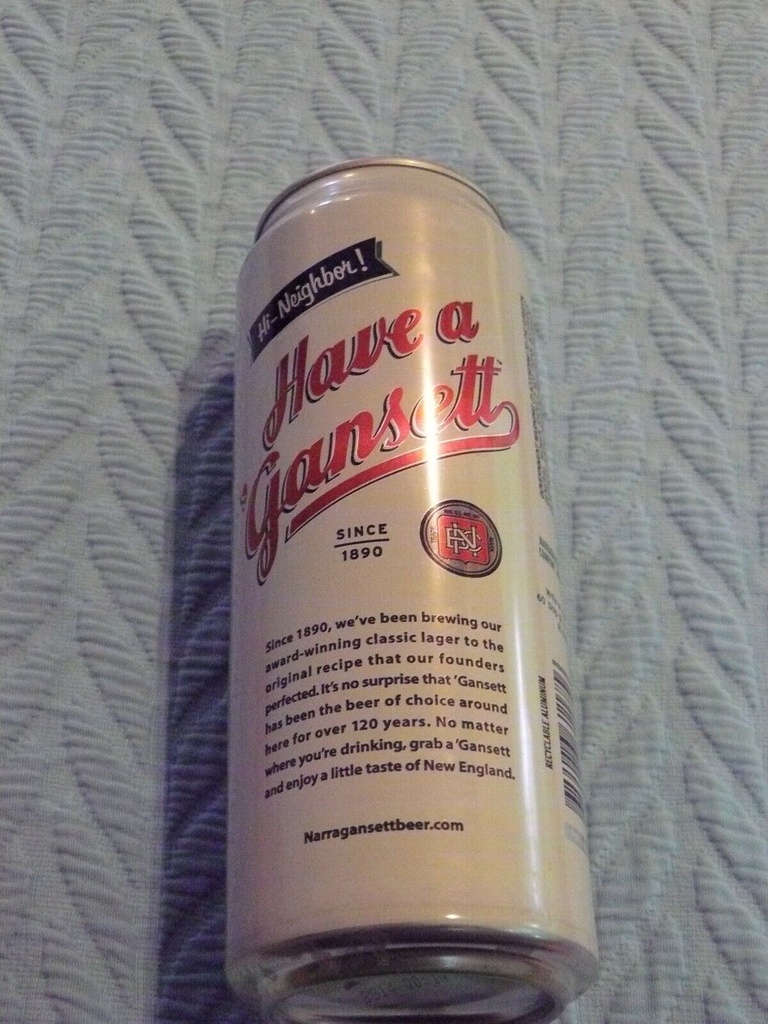 Hi-Neighbor!
Have a
'Gansett™
SINCE
1890
Since 1890, we've been brewing our
award-winning classic lager to the
original recipe that our founders
perfected. It's no surprise that 'Gansett
has been the beer of choice around
here for over 120 years. No matter
where you're drinking, grab a 'Gansett
and enjoy a little taste of New England.
Narragansettbeer.com
RECYCLABLE ALUMINUM